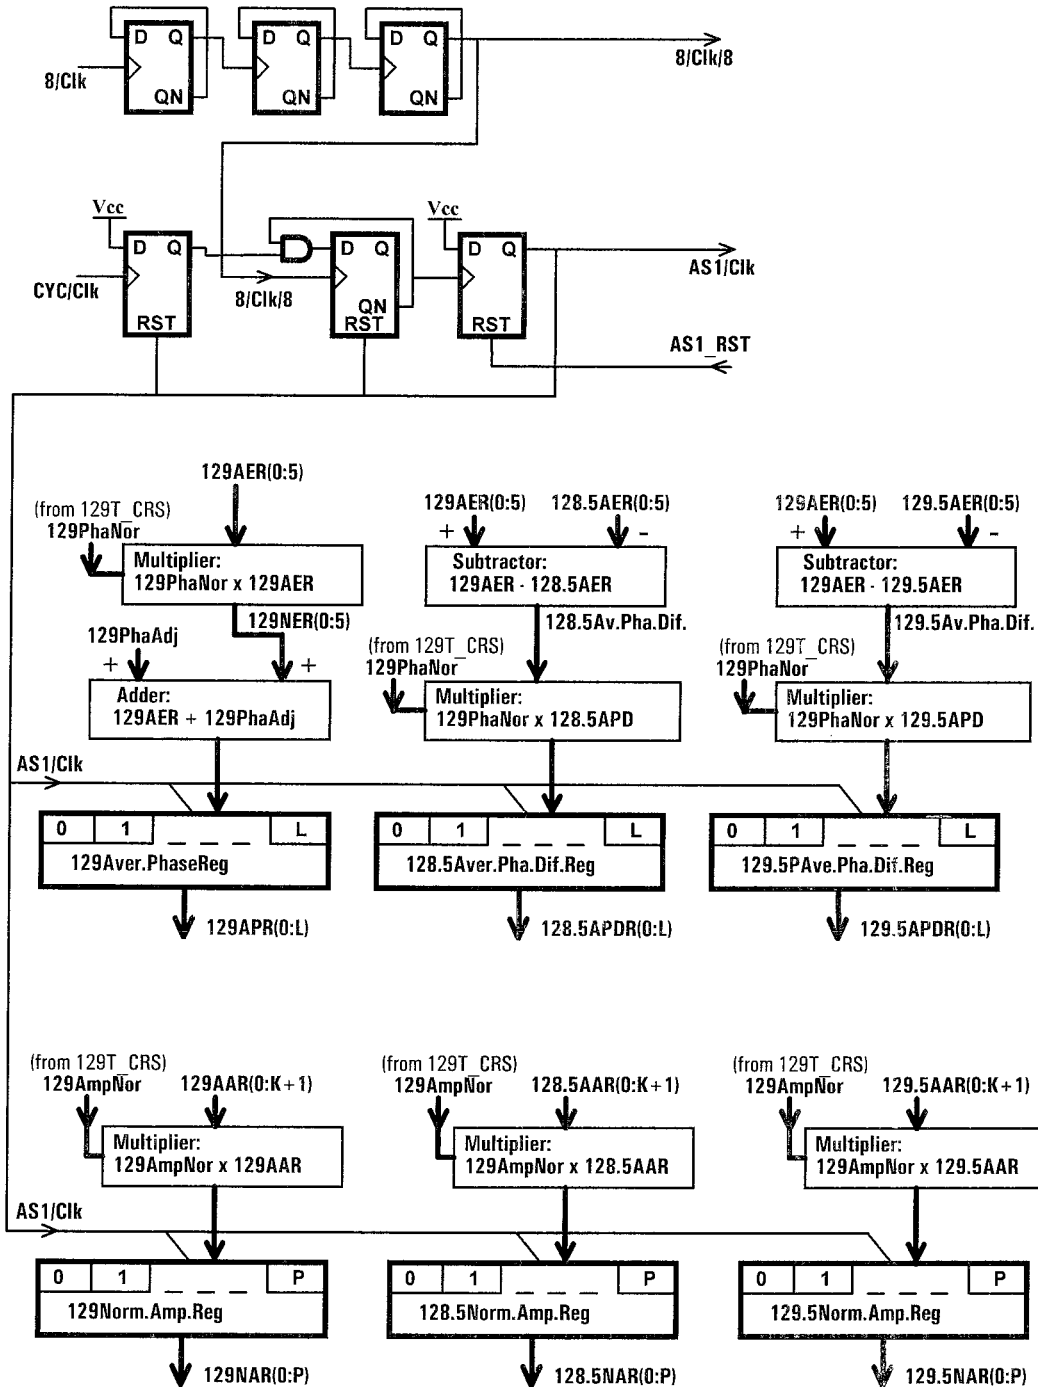 D Q D Q D Q
8/Clk
QN QN QN
8/Clk/8
Vcc Vcc
D Q D Q D Q
CYC/Clk
8/Clk/8
AS1/Clk
QN
RST RST RST
AS1_RST
129AER(0:5)
(from 129T_CRS)
129PhaNor
Multiplier:
129PhaNor x 129AER
129NER(0:5)
129PhaAdj
+ +
Adder:
129AER + 129PhaAdj
129AER(0:5) 128.5AER(0:5)
+ -
Subtractor:
129AER - 128.5AER
128.5Av.Pha.Dif.
(from 129T_CRS)
129PhaNor
Multiplier:
129PhaNor x 128.5APD
129AER(0:5) 129.5AER(0:5)
+ -
Subtractor:
129AER - 129.5AER
129.5Av.Pha.Dif.
(from 129T_CRS)
129PhaNor
Multiplier:
129PhaNor x 129.5APD
AS1/Clk
0 1 L
129Aver.PhaseReg
129APR(0:L)
0 1 L
128.5Aver.Pha.Dif.Reg
128.5APDR(0:L)
0 1 L
129.5PAve.Pha.Dif.Reg
129.5APDR(0:L)
(from 129T_CRS)
129AmpNor 129AAR(0:K+1)
Multiplier:
129AmpNor x 129AAR
(from 129T_CRS)
129AmpNor 128.5AAR(0:K+1)
Multiplier:
129AmpNor x 128.5AAR
(from 129T_CRS)
129AmpNor 129.5AAR(0:K+1)
Multiplier:
129AmpNor x 129.5AAR
AS1/Clk
0 1 P
129Norm.Amp.Reg
129NAR(0:P)
0 1 P
128.5Norm.Amp.Reg
128.5NAR(0:P)
0 1 P
129.5Norm.Amp.Reg
129.5NAR(0:P)